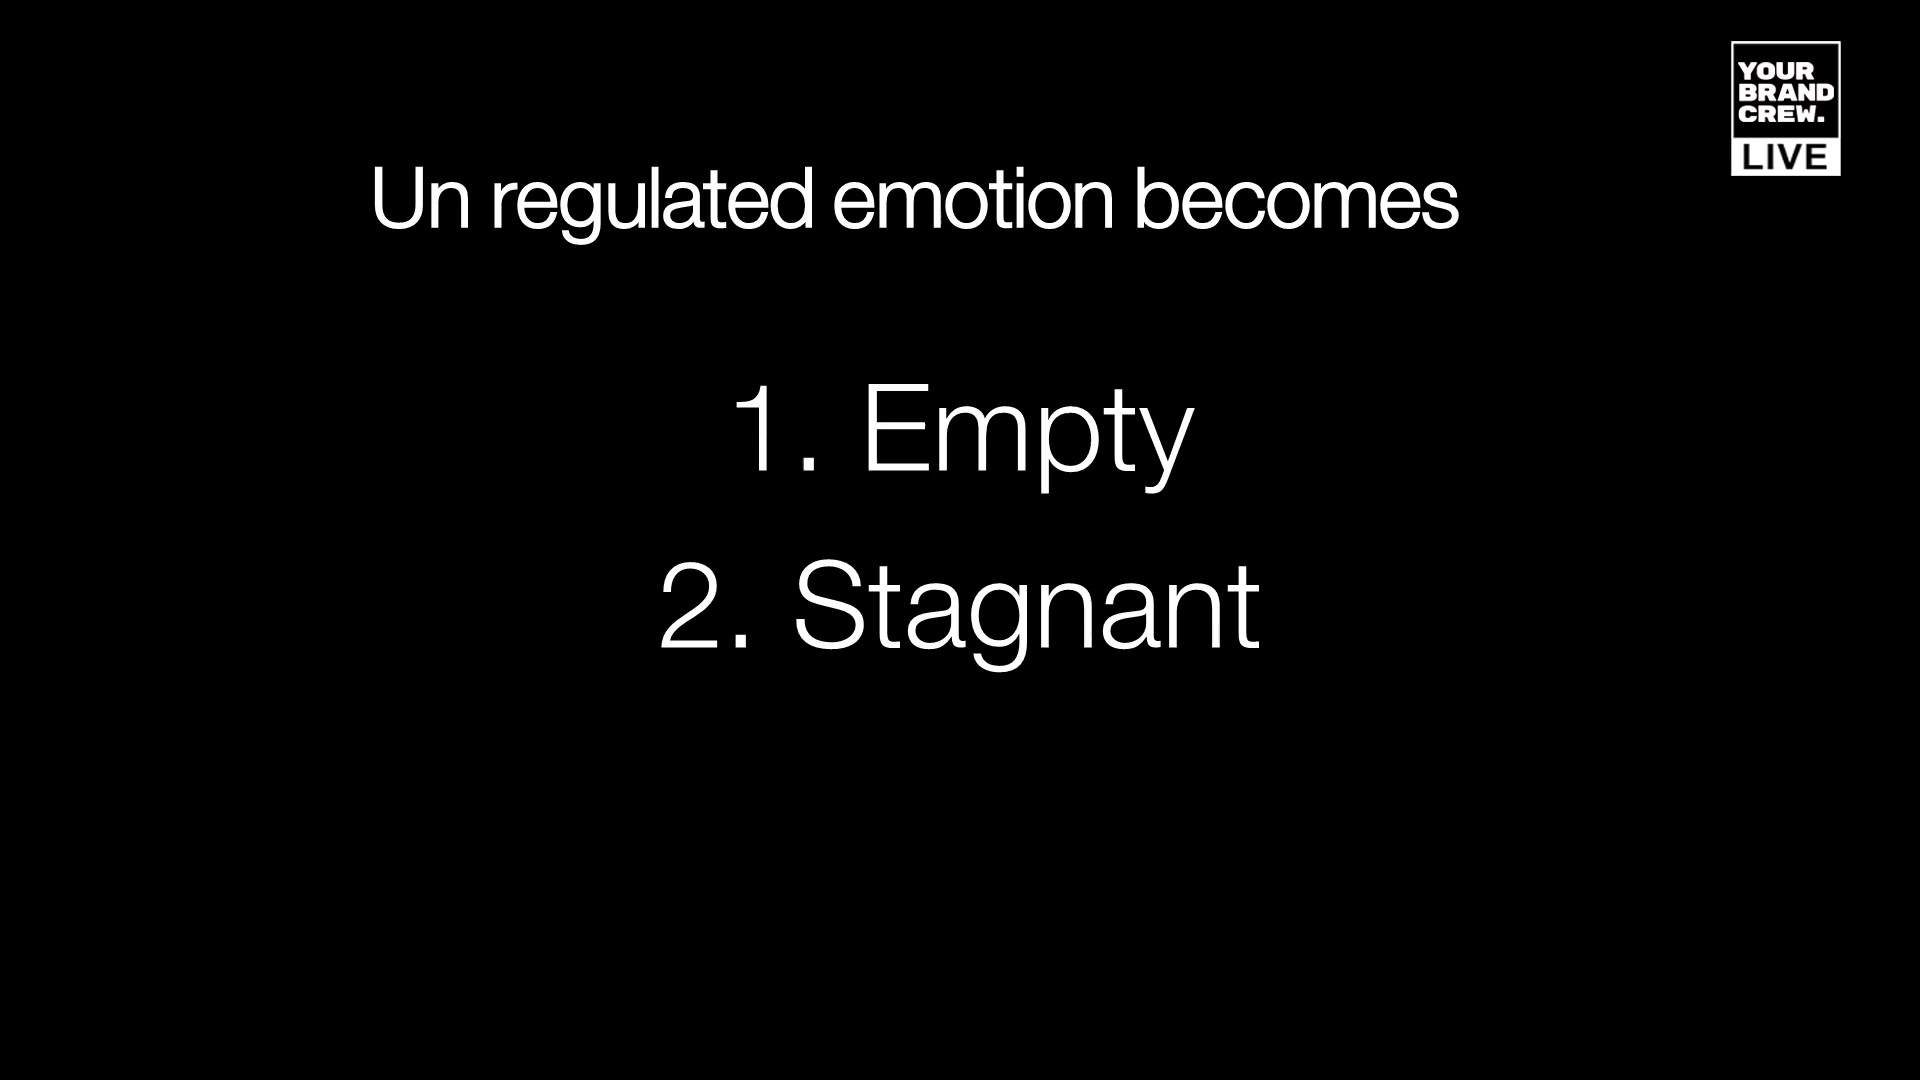 YOUR
BRAND
CREW.
LIVE
Un regulated emotion becomes
1. Empty
2. Stagnant